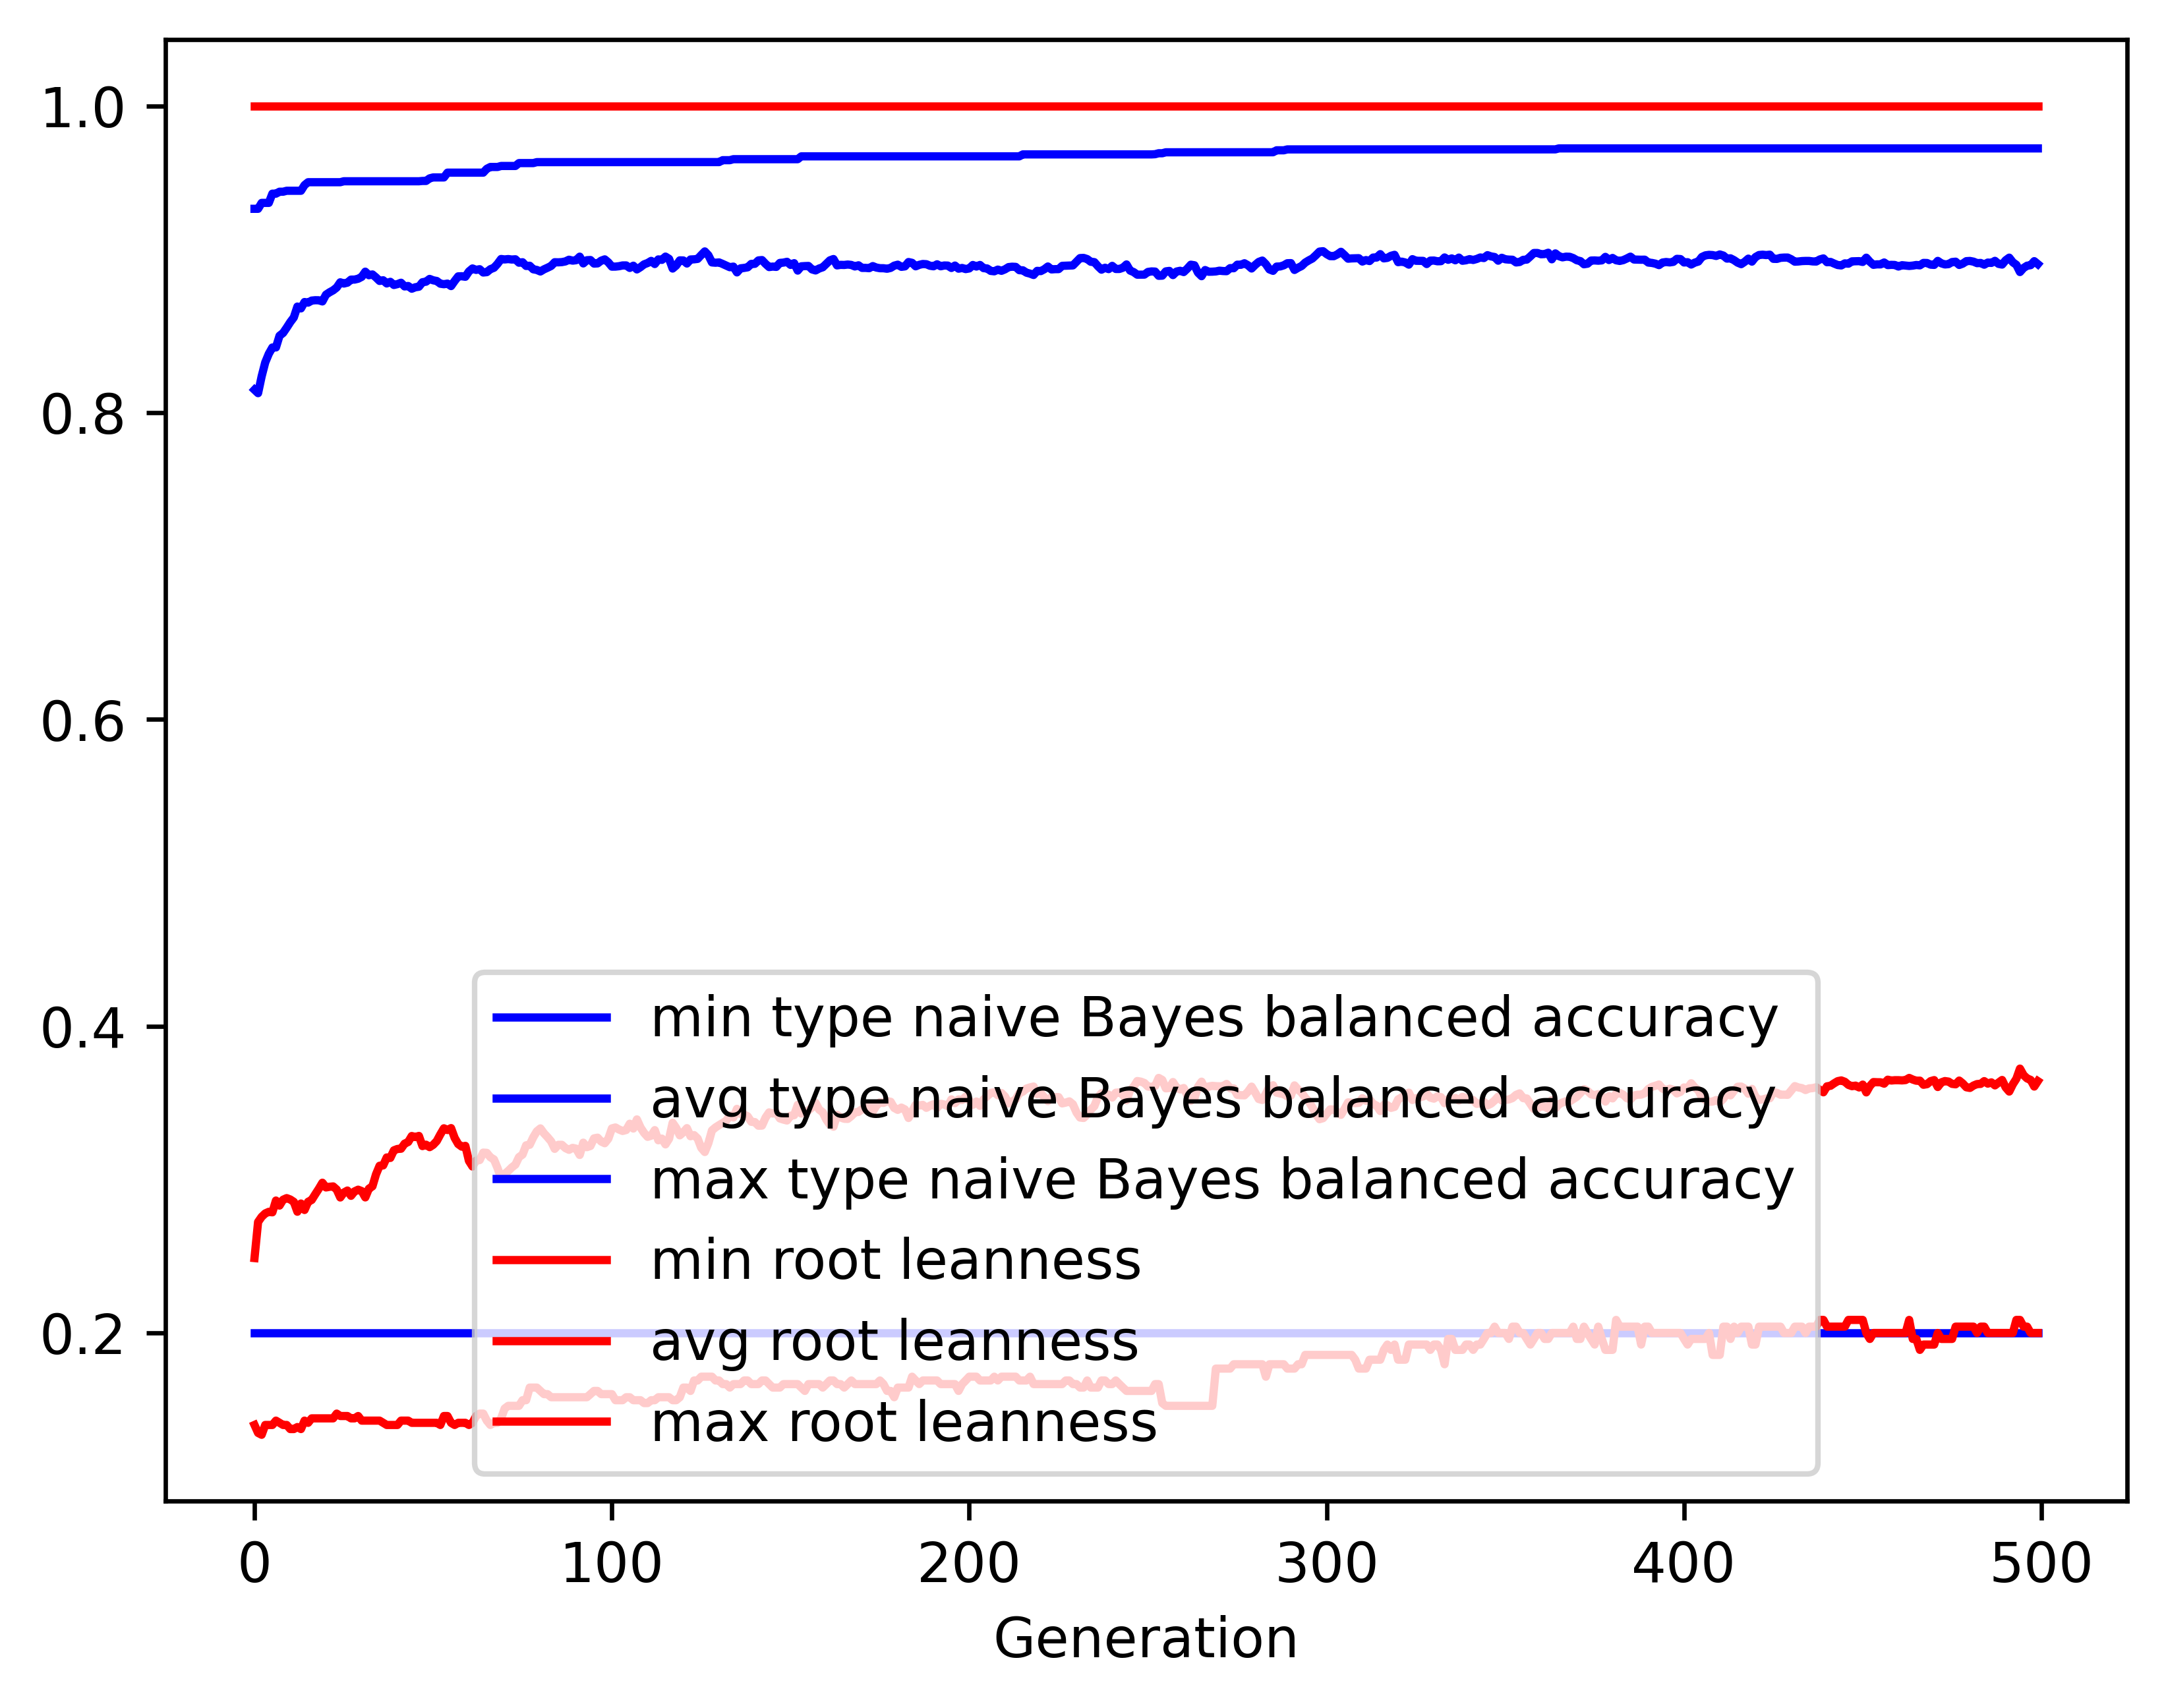 1.0
0.8
0.6
0.4
0.2
min type naive Bayes balanced accuracy
avg type naive Bayes balanced accuracy
max type naive Bayes balanced accuracy
min root leanness
avg root leanness
max root leanness
0 100 200 300 400 500
Generation